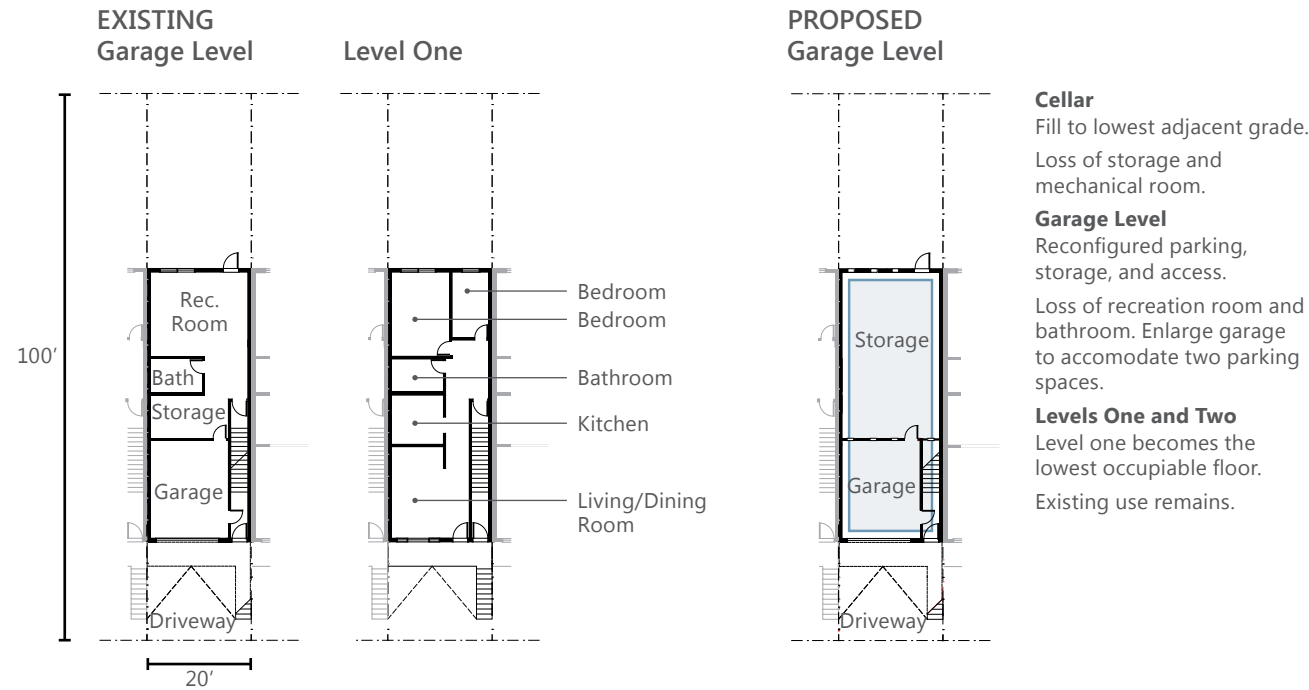 EXISTING
Garage Level
Level One
PROPOSED
Garage Level
100’
Rec.
Room
Bath
Storage
Garage
Driveway
20’
Bedroom
Bedroom
Bathroom
Kitchen
Living/Dining
Room
Storage
Garage
Driveway
Cellar
Fill to lowest adjacent grade.
Loss of storage and
mechanical room.
Garage Level
Reconfigured parking,
storage, and access.
Loss of recreation room and
bathroom. Enlarge garage
to accomodate two parking
spaces.
Levels One and Two
Level one becomes the
lowest occupiable floor.
Existing use remains.